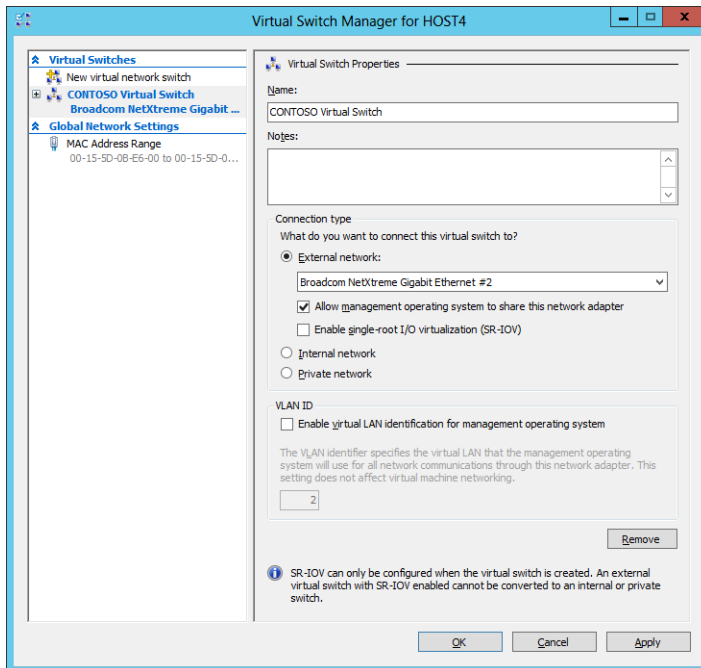 Virtual Switch Manager for HOST4
Virtual Switches
New virtual network switch
CONTOSO Virtual Switch
Broadcom NetXtreme Gigabit ...
Global Network Settings
MAC Address Range
00-15-5D-0B-E6-00 to 00-15-5D-0...
Virtual Switch Properties
Name:
CONTOSO Virtual Switch
Notes:
Connection type
What do you want to connect this virtual switch to?
External network:
Broadcom NetXtreme Gigabit Ethernet #2
Allow management operating system to share this network adapter
Enable single-root I/O virtualization (SR-IOV)
Internal network
Private network
VLAN ID
Enable virtual LAN identification for management operating system
The VLAN identifier specifies the virtual LAN that the management operating
system will use for all network communications through this network adapter. This
setting does not affect virtual machine networking.
2
Remove
SR-IOV can only be configured when the virtual switch is created. An external
virtual switch with SR-IOV enabled cannot be converted to an internal or private
switch.
OK
Cancel
Apply